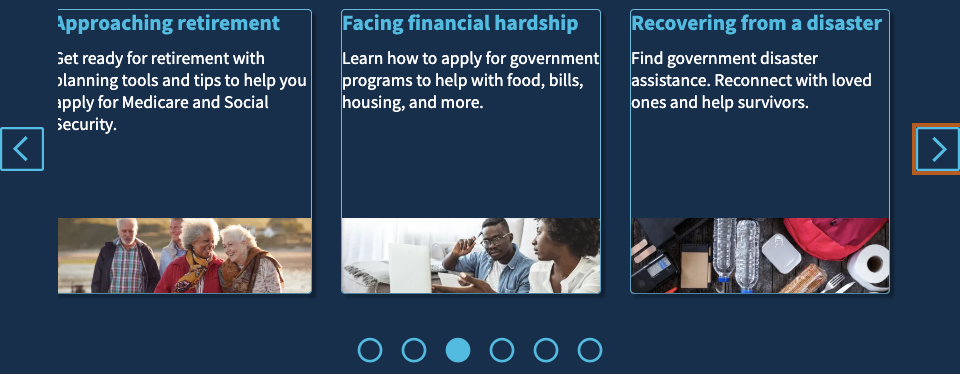 Approaching retirement
Get ready for retirement with
planning tools and tips to help you
apply for Medicare and Social
Security.
Facing financial hardship
Learn how to apply for government
programs to help with food, bills,
housing, and more.
Recovering from a disaster
Find government disaster
assistance. Reconnect with loved
ones and help survivors.